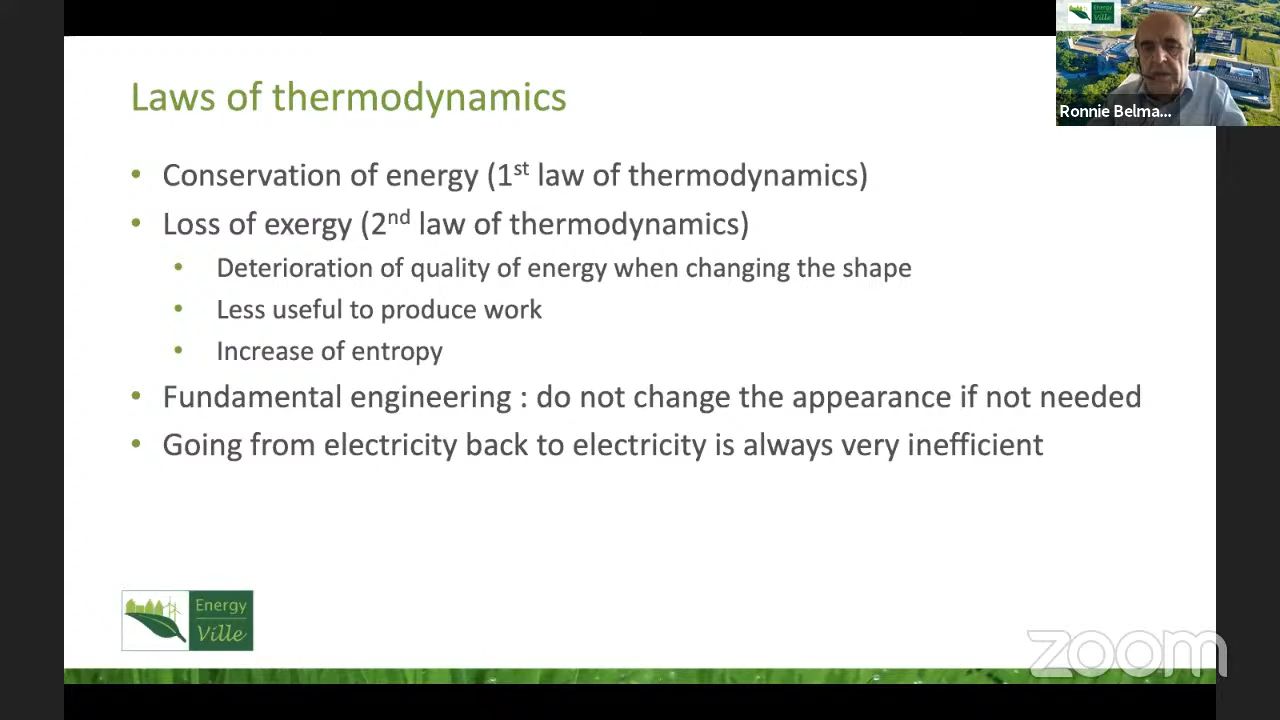 Energy
Ville
Ronnie Belma...
Laws of thermodynamics
• Conservation of energy (1st law of thermodynamics)
• Loss of exergy (2nd law of thermodynamics)
• Deterioration of quality of energy when changing the shape
• Less useful to produce work
• Increase of entropy
• Fundamental engineering : do not change the appearance if not needed
• Going from electricity back to electricity is always very inefficient
Energy
Ville
zoom